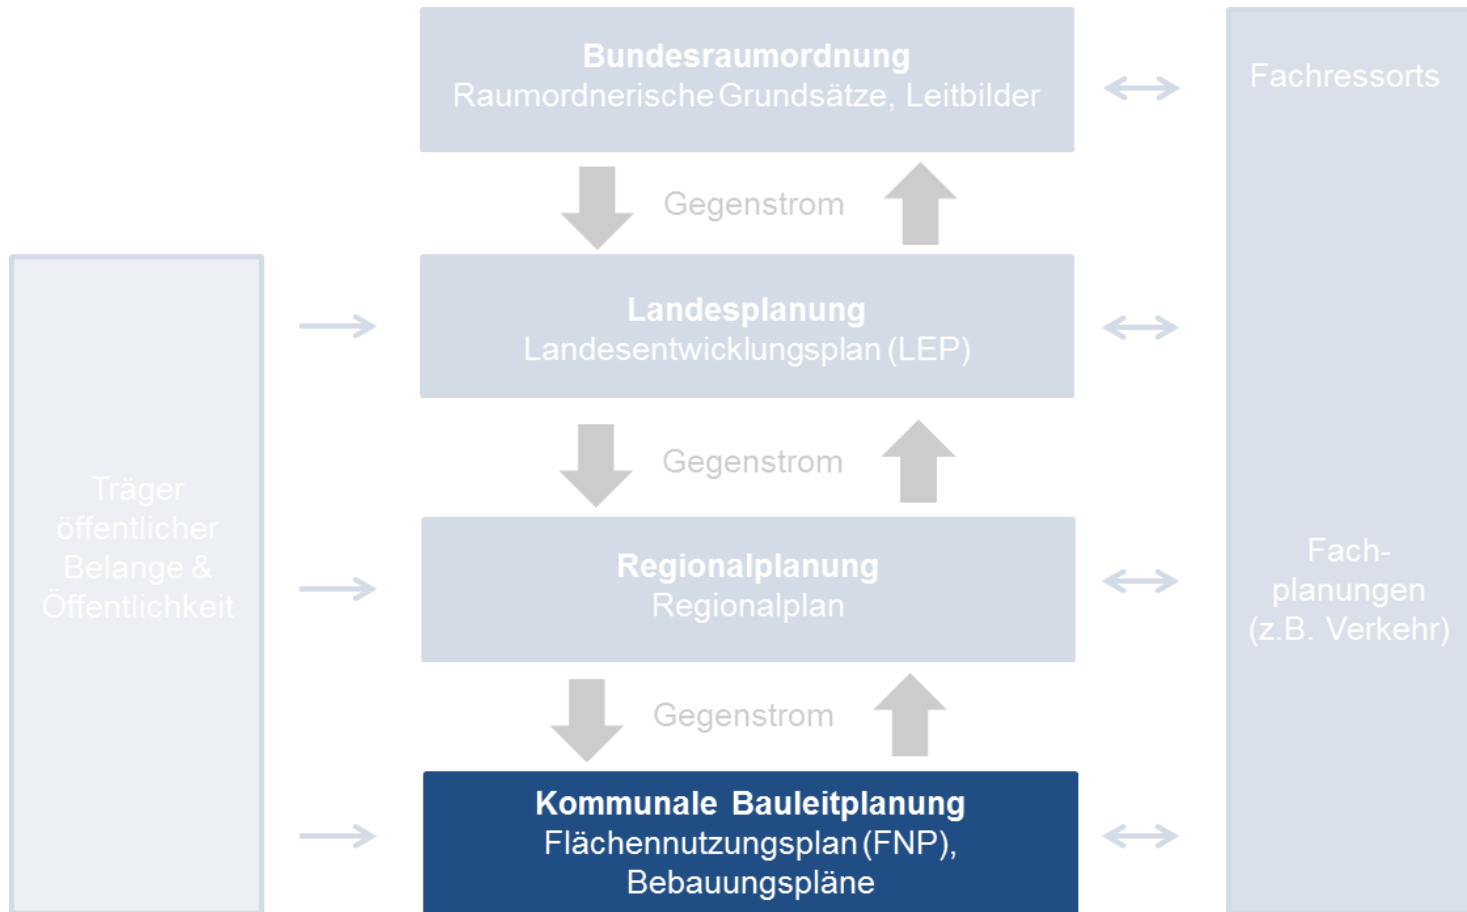 Bundesraumordnung
Raumordnerische Grundsätze, Leitbilder
Fachressorts
Gegenstrom
Landesplanung
Landesentwicklungsplan (LEP)
Gegenstrom
Träger
öffentlicher
Belange &
Öffentlichkeit
Regionalplanung
Regionalplan
Fach-
planungen
(z.B. Verkehr)
Gegenstrom
Kommunale Bauleitplanung
Flächennutzungsplan (FNP),
Bebauungspläne